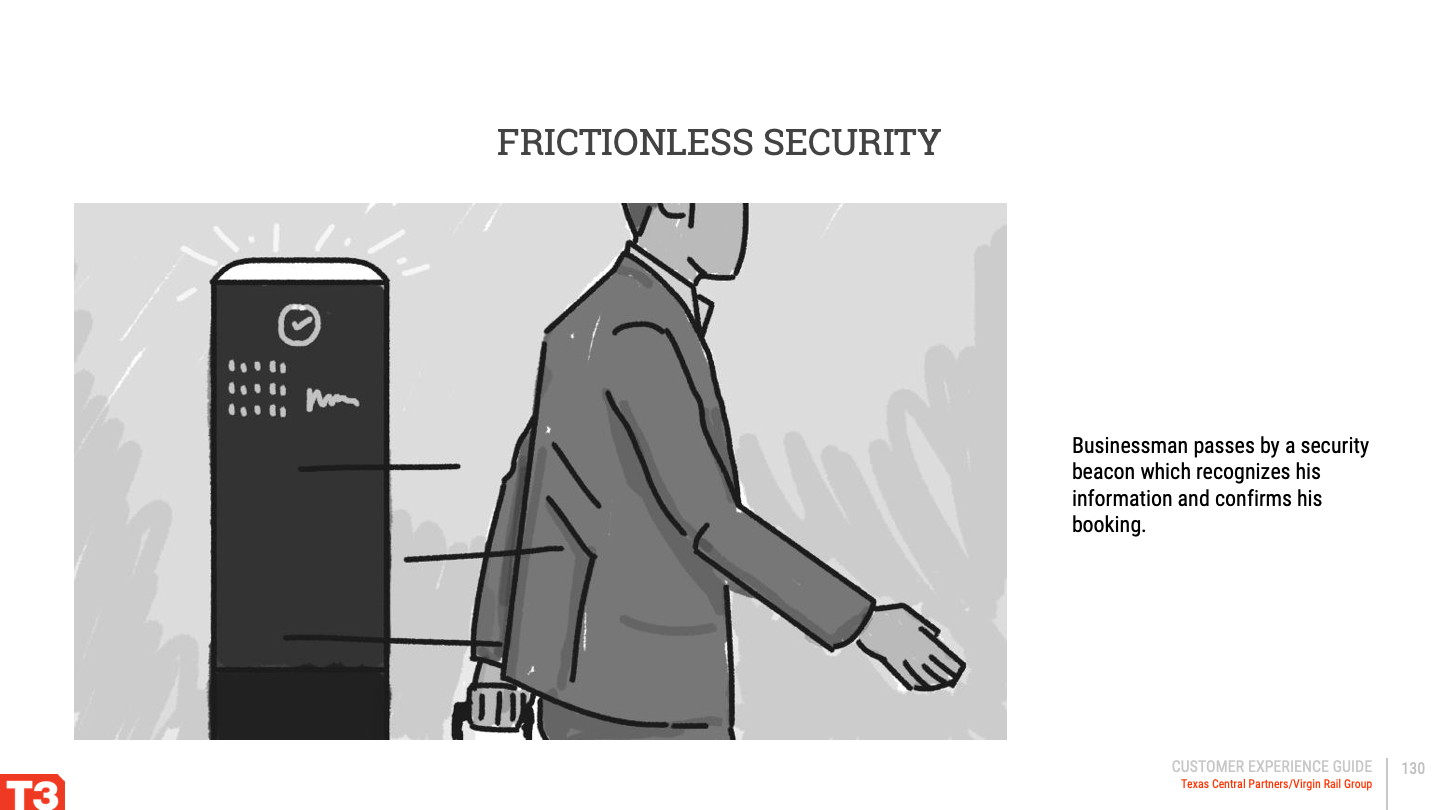 FRICTIONLESS SECURITY
Businessman passes by a security
beacon which recognizes his
information and confirms his
booking.
CUSTOMER EXPERIENCE GUIDE
Texas Central Partners/Virgin Rail Group
130
T3